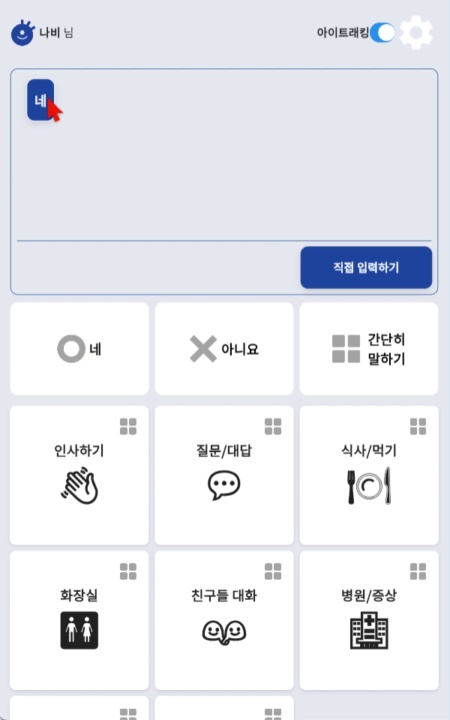 나비 님
아이트래킹
네
직접 입력하기
네
아니요
간단히
말하기
인사하기
질문/대답
식사/먹기
화장실
친구들 대화
병원/증상